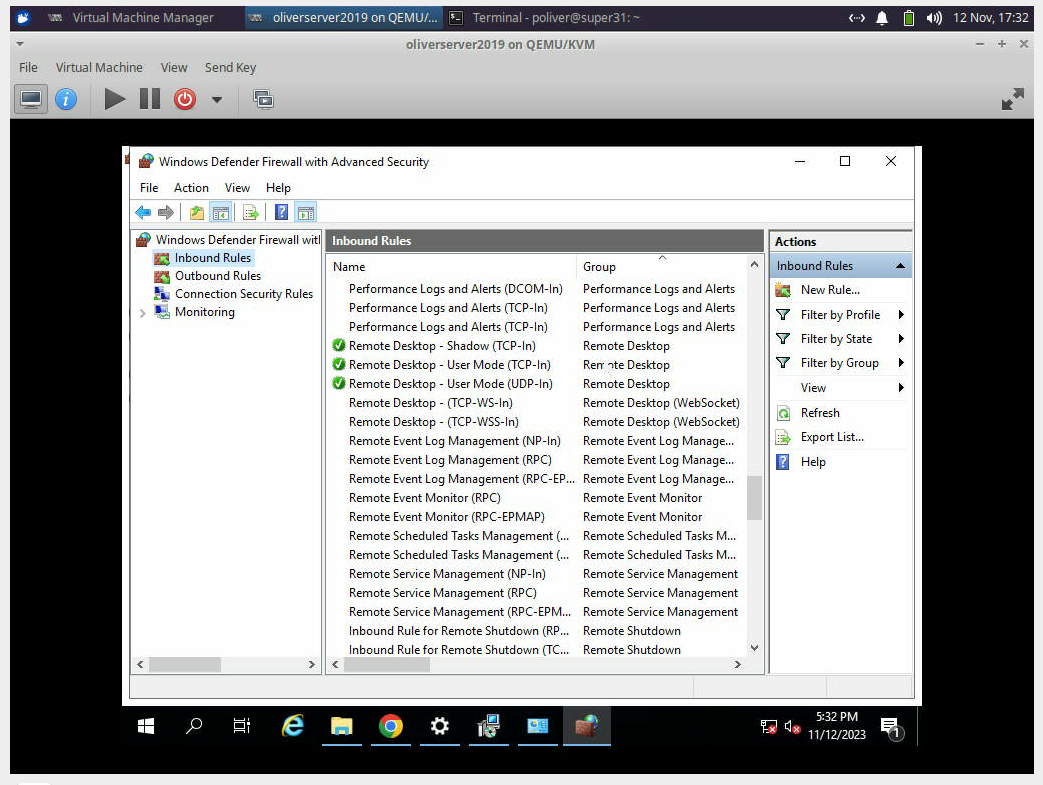 Virtual Machine Manager
oliverserver2019 on QEMU/...
Terminal - poliver@super31: ~
12 Nov, 17:32
oliverserver2019 on QEMU/KVM
File Virtual Machine View Send Key
Windows Defender Firewall with Advanced Security
File Action View Help
Windows Defender Firewall wit
Inbound Rules
Outbound Rules
Connection Security Rules
Monitoring
Inbound Rules
Name Group
Performance Logs and Alerts (DCOM-In) Performance Logs and Alerts
Performance Logs and Alerts (TCP-In) Performance Logs and Alerts
Performance Logs and Alerts (TCP-In) Performance Logs and Alerts
Remote Desktop - Shadow (TCP-In) Remote Desktop
Remote Desktop - User Mode (TCP-In) Remote Desktop
Remote Desktop - User Mode (UDP-In) Remote Desktop
Remote Desktop - (TCP-WS-In) Remote Desktop (WebSocket)
Remote Desktop - (TCP-WSS-In) Remote Desktop (WebSocket)
Remote Event Log Management (NP-In) Remote Event Log Manage...
Remote Event Log Management (RPC) Remote Event Log Manage...
Remote Event Log Management (RPC-EP... Remote Event Log Manage...
Remote Event Monitor (RPC) Remote Event Monitor
Remote Event Monitor (RPC-EPMAP) Remote Event Monitor
Remote Scheduled Tasks Management (... Remote Scheduled Tasks M...
Remote Scheduled Tasks Management (... Remote Scheduled Tasks M...
Remote Service Management (NP-In) Remote Service Management
Remote Service Management (RPC) Remote Service Management
Remote Service Management (RPC-EPM... Remote Service Management
Inbound Rule for Remote Shutdown (RP... Remote Shutdown
Inbound Rule for Remote Shutdown (TC... Remote Shutdown
Actions
Inbound Rules
New Rule...
Filter by Profile
Filter by State
Filter by Group
View
Refresh
Export List...
Help
5:32 PM
11/12/2023
1